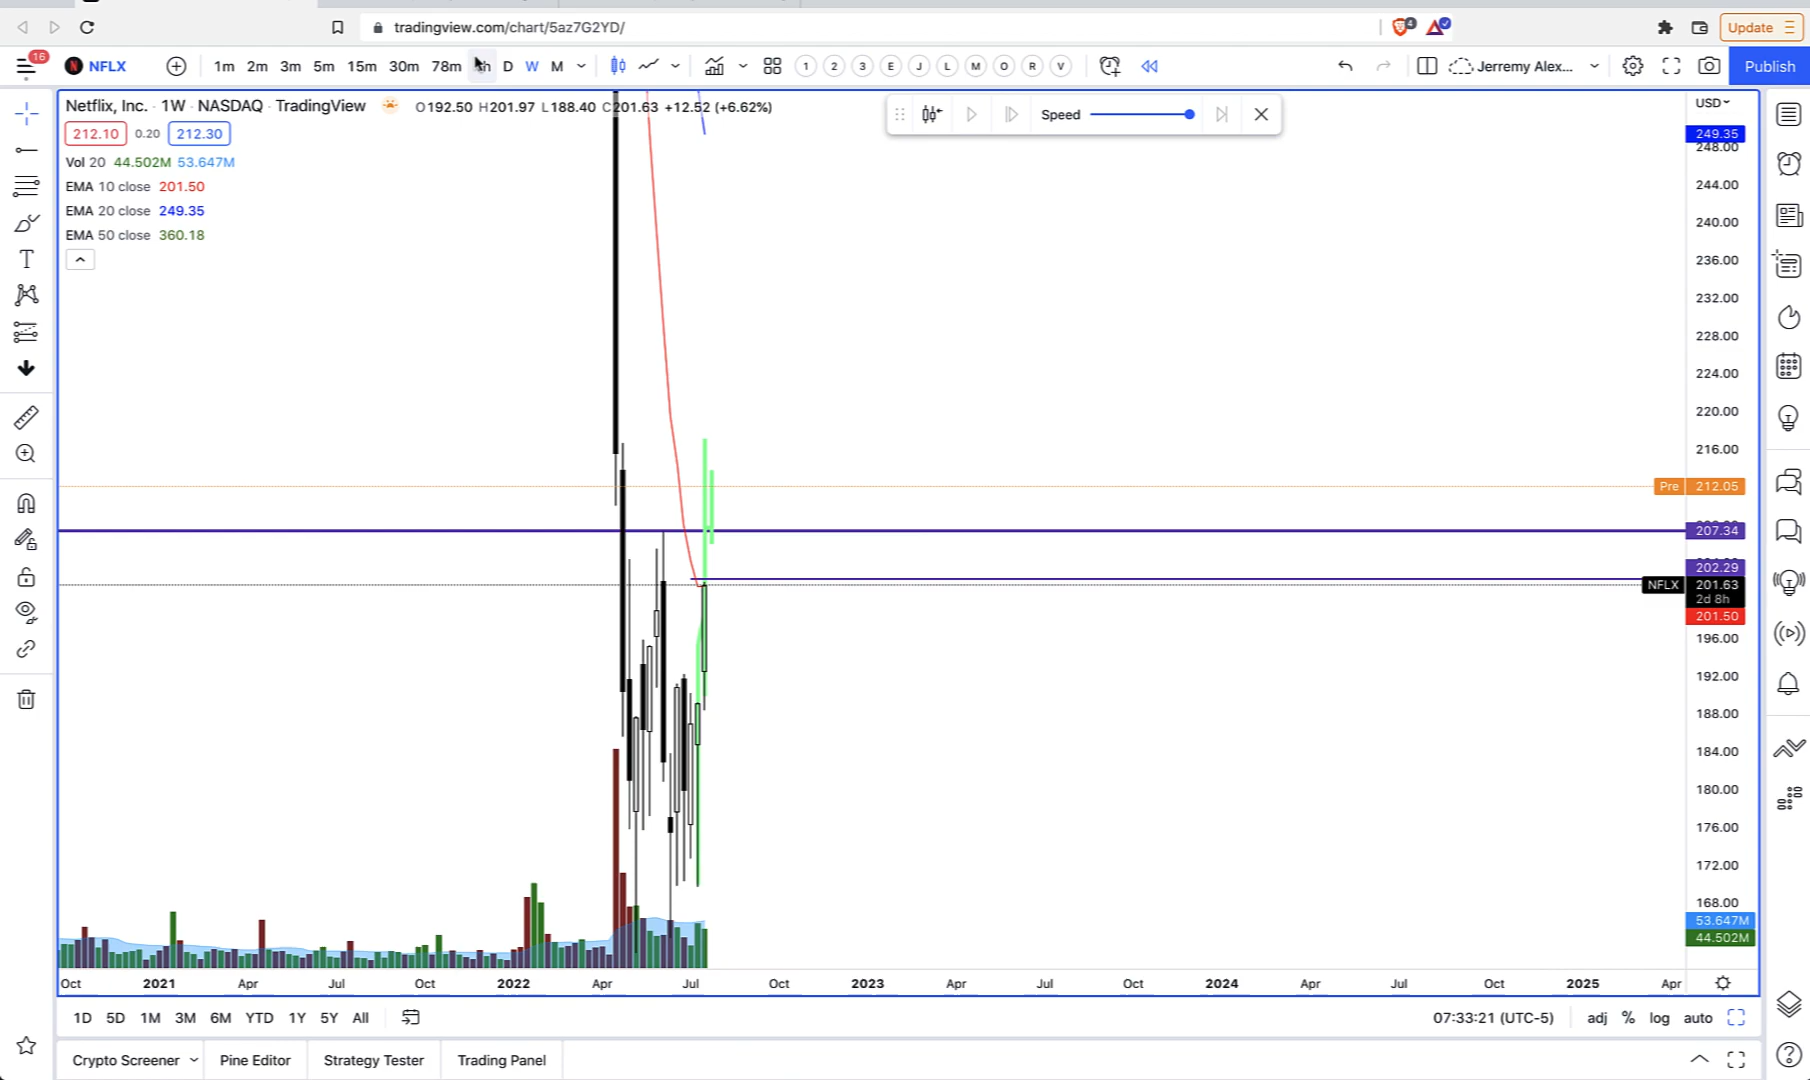 tradingview.com/chart/5az7G2YD/
4
Update
16
NFLX
1m 2m 3m 5m 15m 30m 78m D W M
1 2 3 E J L M O R V
Jerremy Alex...
Publish
Netflix, Inc. · 1W · NASDAQ · TradingView
O192.50 H201.97 L188.40 C201.63 +12.52 (+6.62%)
Speed
USD
212.10 0.20 212.30
Vol 20 44.502M 53.647M
EMA 10 close 201.50
EMA 20 close 249.35
EMA 50 close 360.18
249.35
248.00
244.00
240.00
236.00
232.00
228.00
224.00
220.00
216.00
Pre 212.05
207.34
202.29
NFLX 201.63
2d 8h
201.50
196.00
192.00
188.00
184.00
180.00
176.00
172.00
168.00
53.647M
44.502M
Oct 2021 Apr Jul Oct 2022 Apr Jul Oct 2023 Apr Jul Oct 2024 Apr Jul Oct 2025 Apr
1D 5D 1M 3M 6M YTD 1Y 5Y All
07:33:21 (UTC-5) adj % log auto
Crypto Screener Pine Editor Strategy Tester Trading Panel